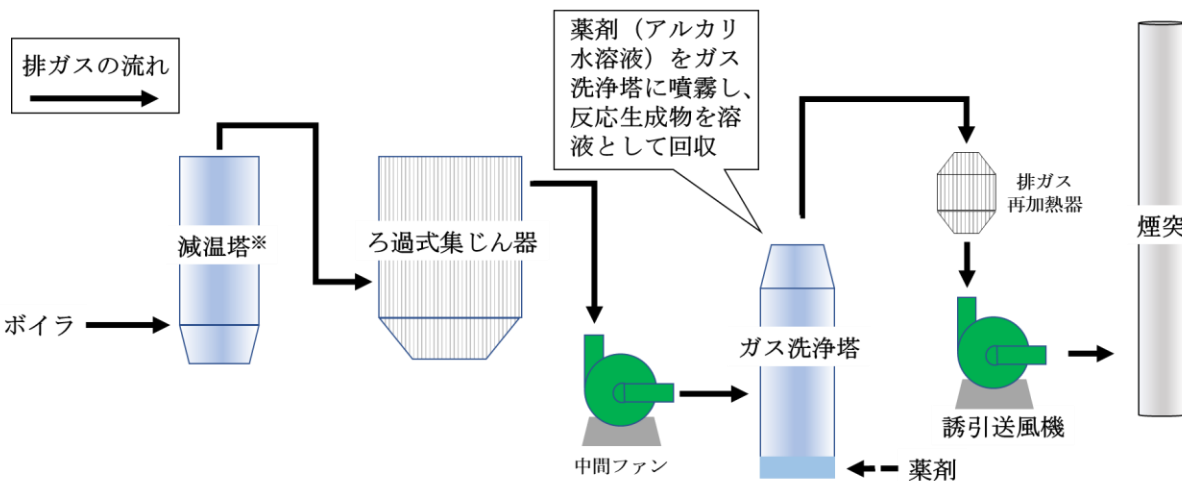 排ガスの流れ
薬剤（アルカリ
水溶液）をガス
洗浄塔に噴霧し、
反応生成物を溶
液として回収
排ガス
再加熱器
煙突
減温塔※
ろ過式集じん器
ボイラ
ガス洗浄塔
誘引送風機
中間ファン
薬剤